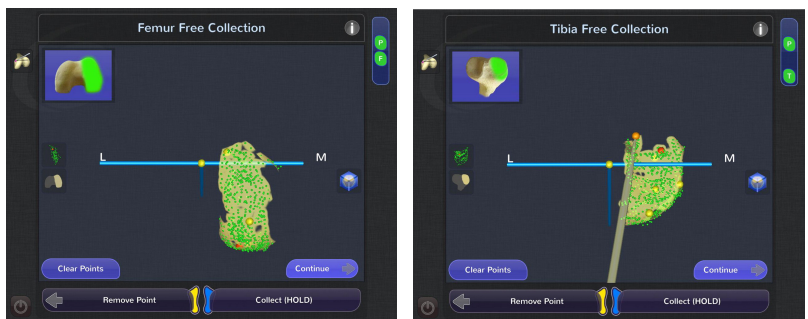 Femur Free Collection
i
P
F
L
M
Clear Points
Continue
Remove Point
Collect (HOLD)
Tibia Free Collection
i
P
T
L
M
Clear Points
Continue
Remove Point
Collect (HOLD)